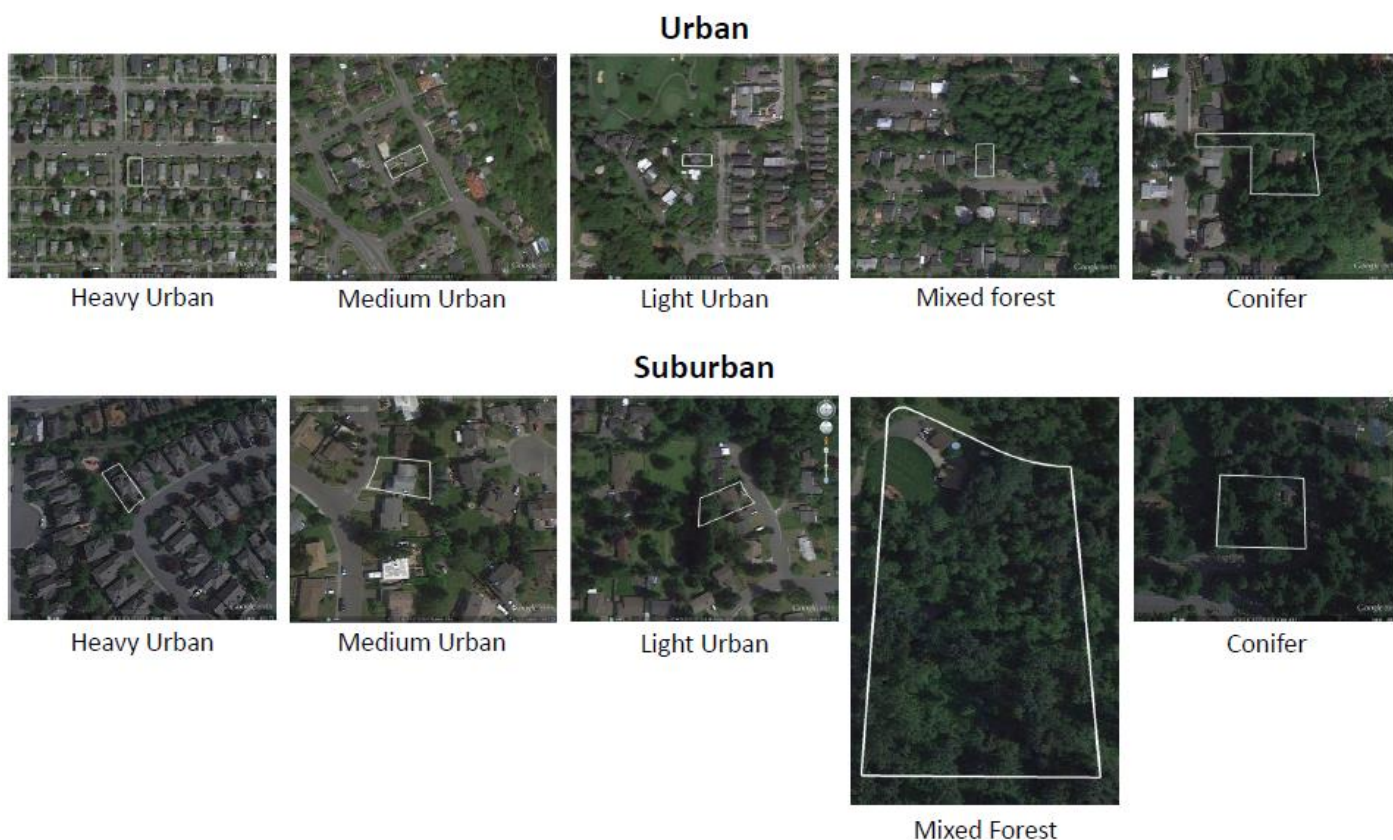 Urban
Heavy Urban
Medium Urban
Light Urban
Mixed forest
Conifer
Suburban
Heavy Urban
Medium Urban
Light Urban
Mixed Forest
Conifer